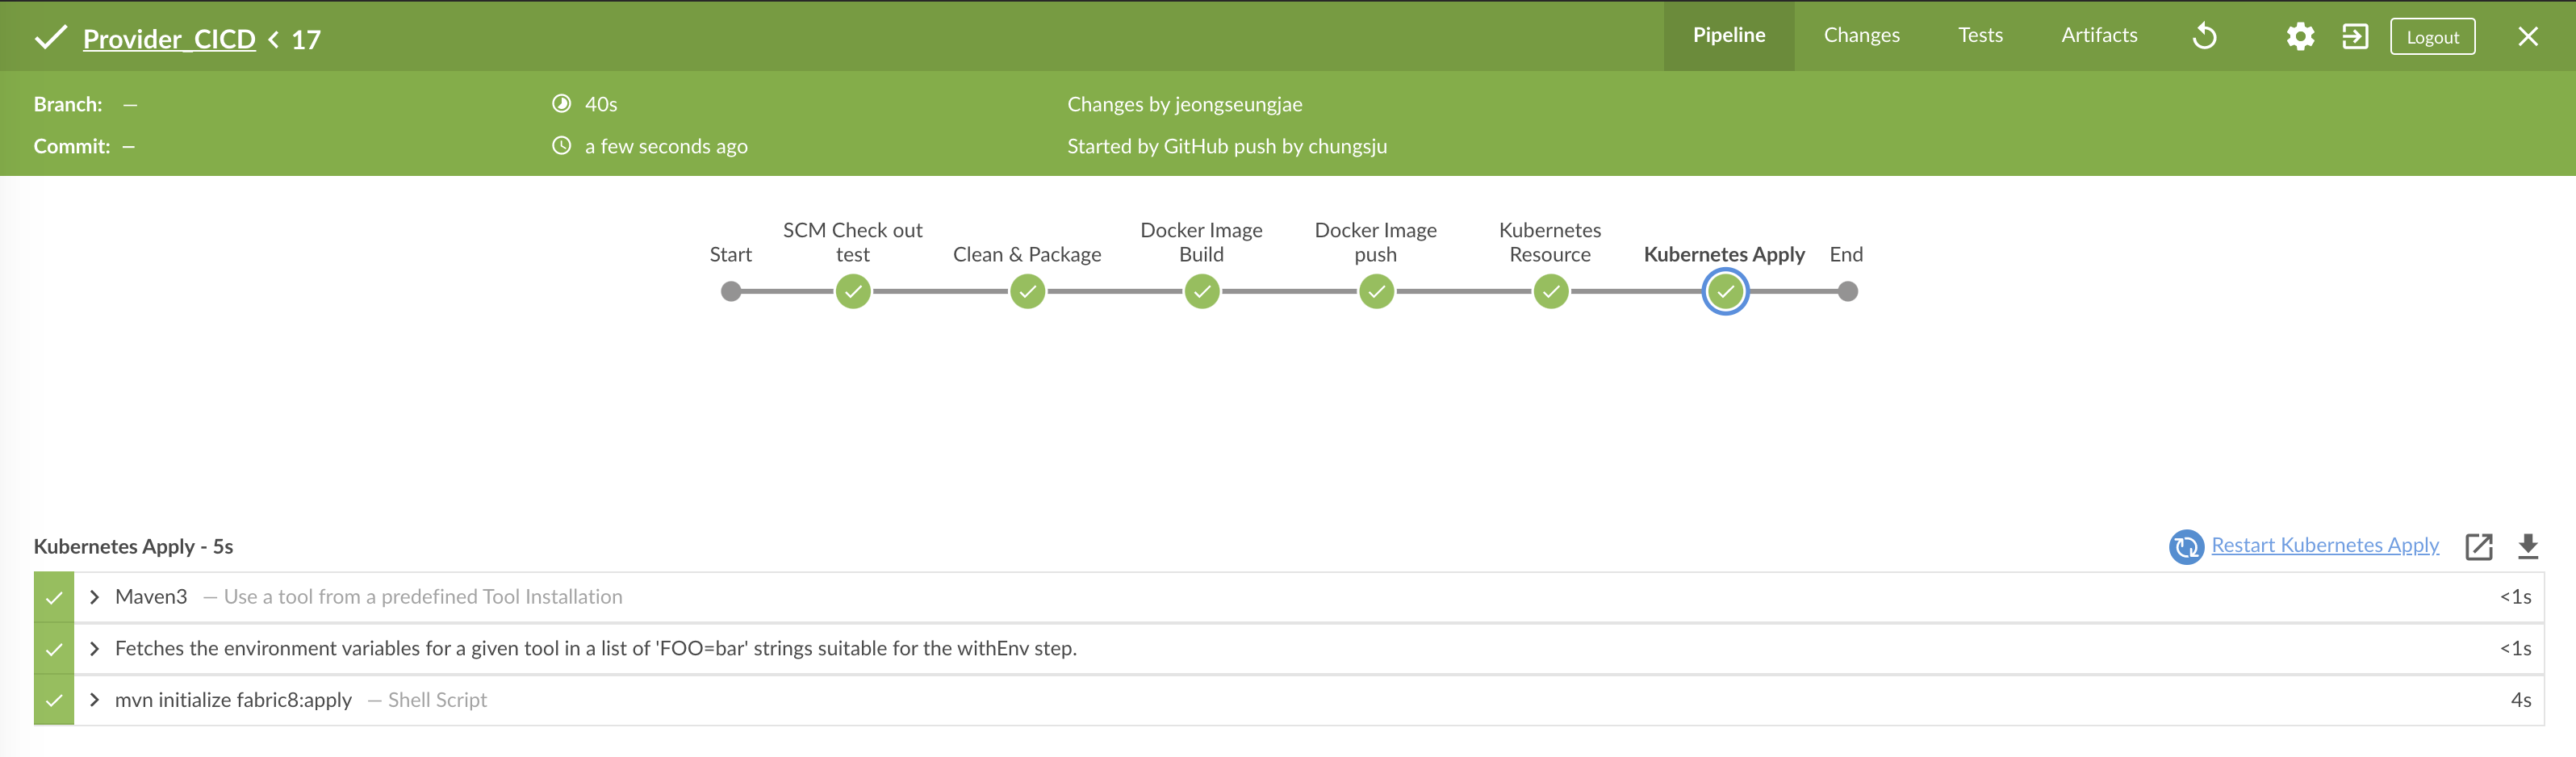 Provider_CICD < 17
Pipeline Changes Tests Artifacts Logout
Branch: — 40s Changes by jeongseungjae
Commit: — a few seconds ago Started by GitHub push by chungsju
Start
SCM Check out
test
Clean & Package
Docker Image
Build
Docker Image
push
Kubernetes
Resource
Kubernetes Apply
End
Kubernetes Apply - 5s Restart Kubernetes Apply
Maven3 — Use a tool from a predefined Tool Installation <1s
Fetches the environment variables for a given tool in a list of 'FOO=bar' strings suitable for the withEnv step. <1s
mvn initialize fabric8:apply — Shell Script 4s